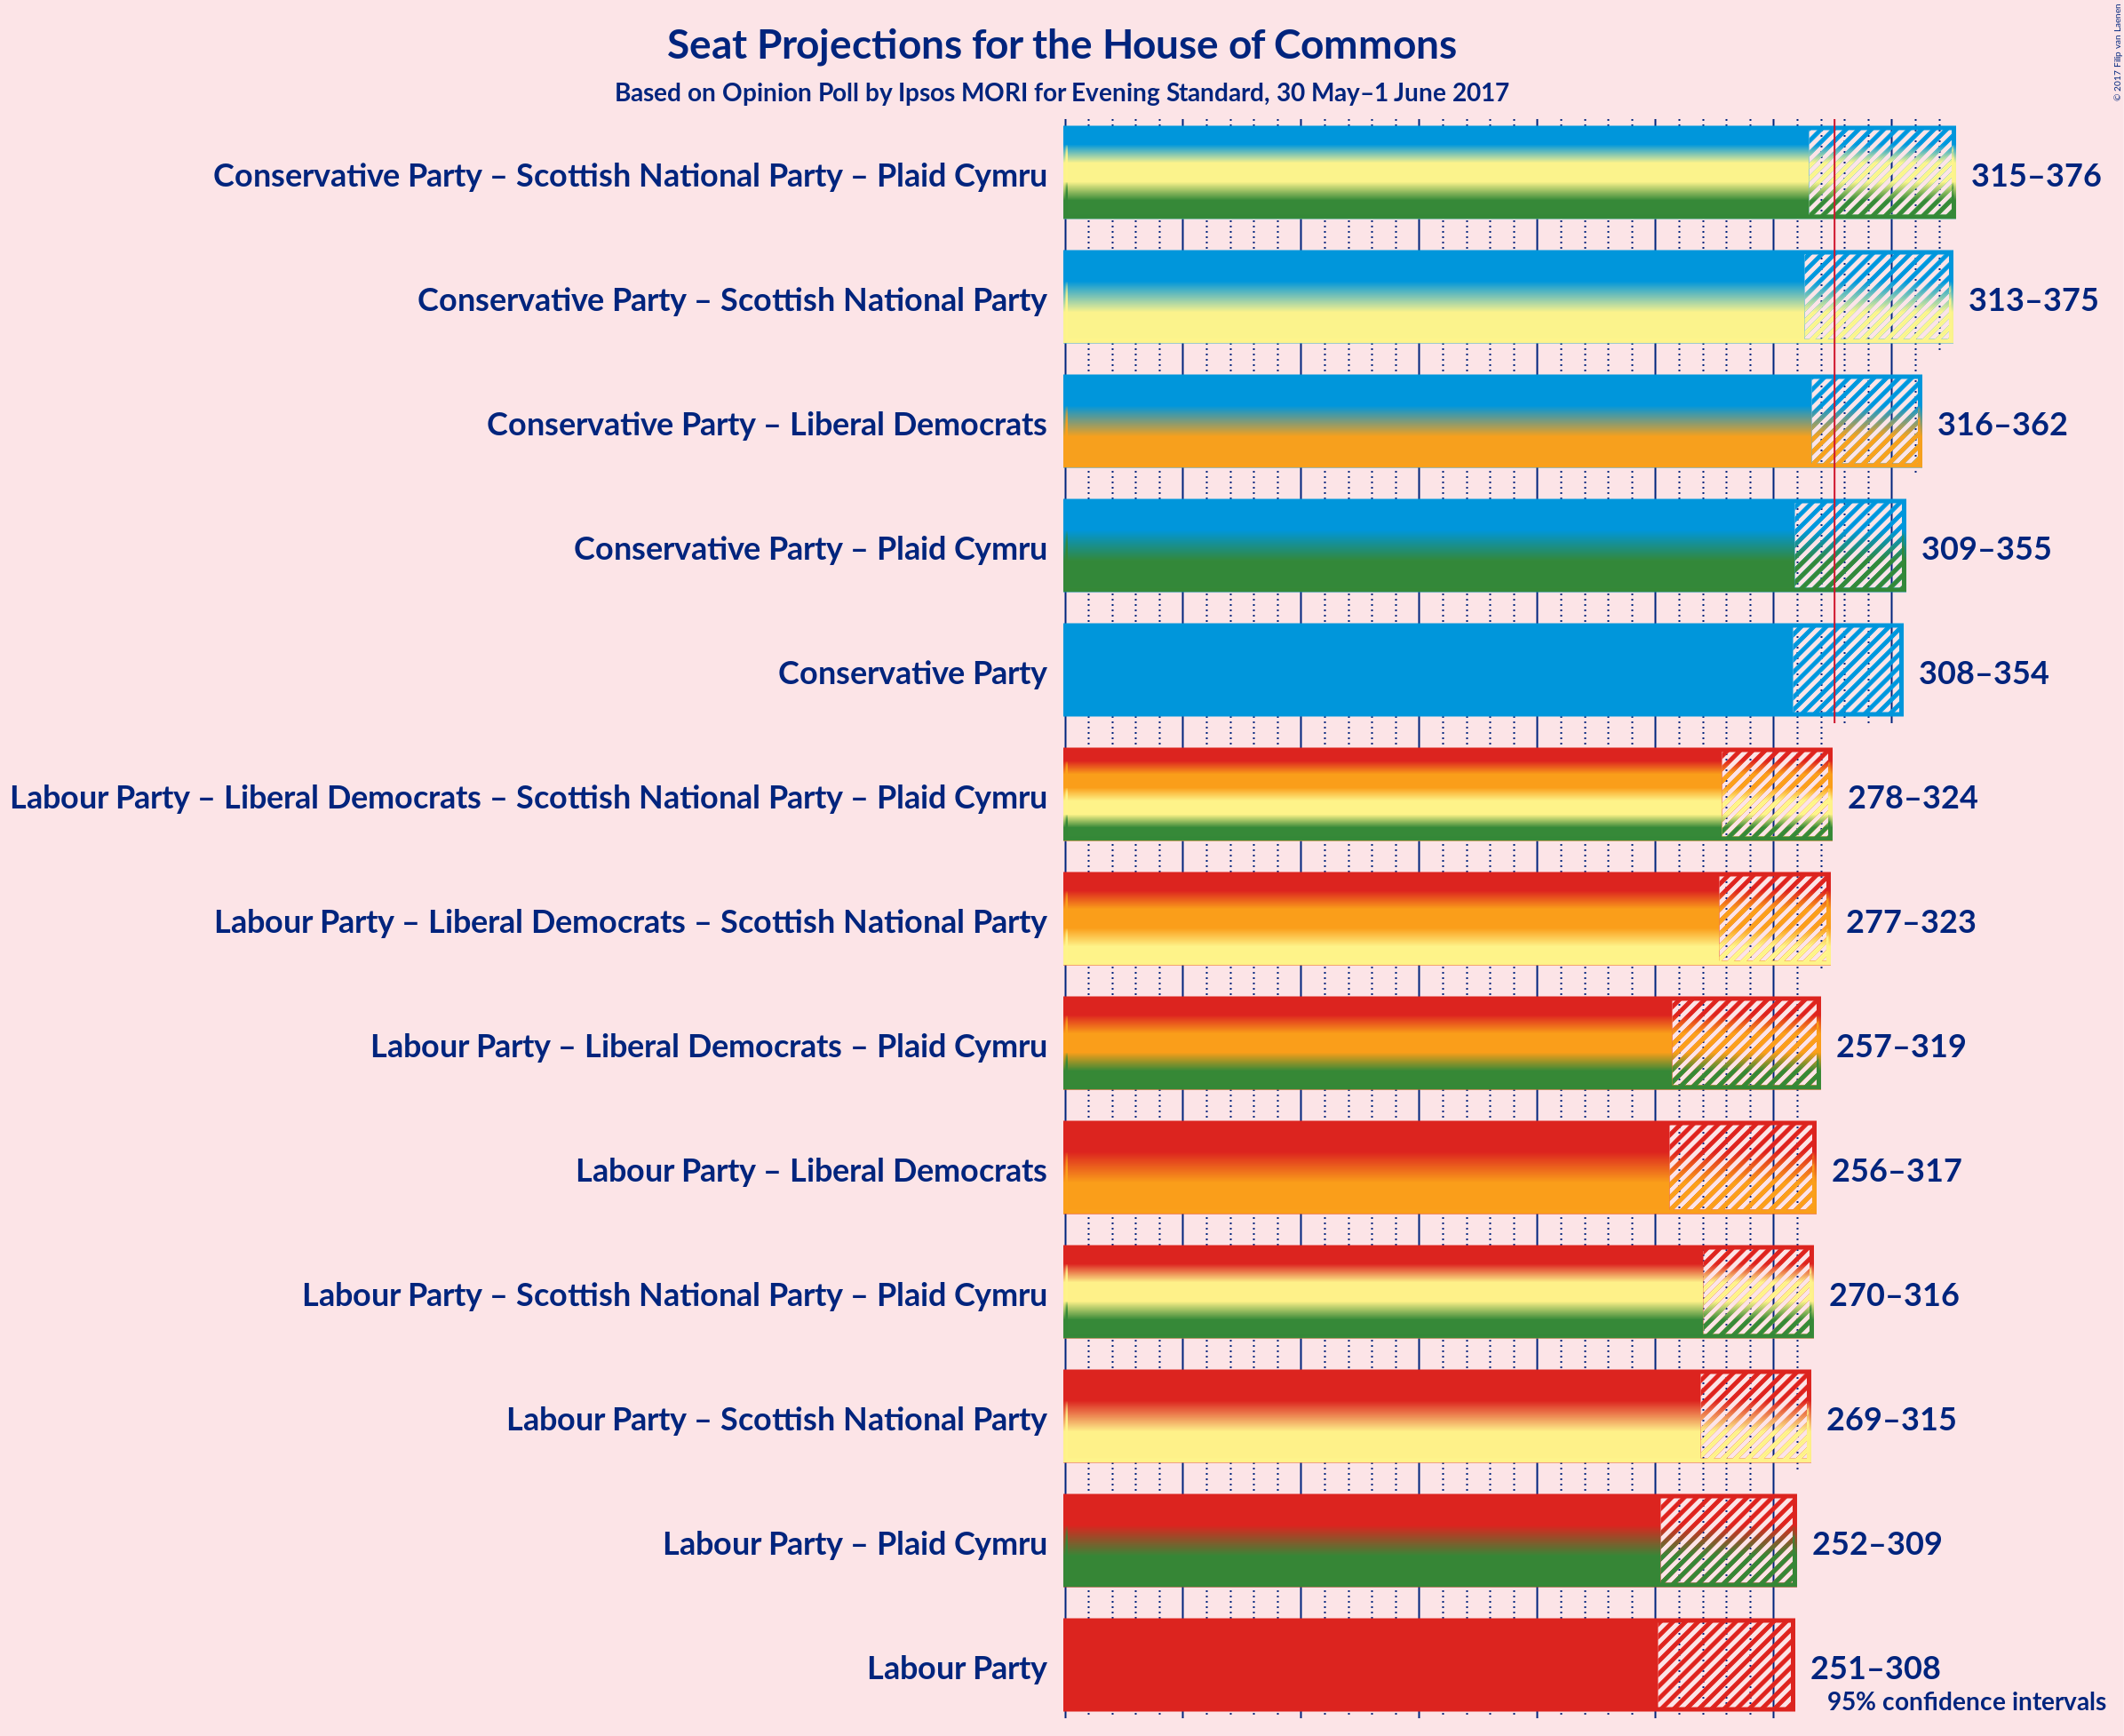 Seat Projections for the House of Commons
Based on Opinion Poll by Ipsos MORI for Evening Standard, 30 May–1 June 2017
© 2017 Filip van Laenen
Conservative Party – Scottish National Party – Plaid Cymru 315–376
Conservative Party – Scottish National Party 313–375
Conservative Party – Liberal Democrats 316–362
Conservative Party – Plaid Cymru 309–355
Conservative Party 308–354
Labour Party – Liberal Democrats – Scottish National Party – Plaid Cymru 278–324
Labour Party – Liberal Democrats – Scottish National Party 277–323
Labour Party – Liberal Democrats – Plaid Cymru 257–319
Labour Party – Liberal Democrats 256–317
Labour Party – Scottish National Party – Plaid Cymru 270–316
Labour Party – Scottish National Party 269–315
Labour Party – Plaid Cymru 252–309
Labour Party 251–308
95% confidence intervals